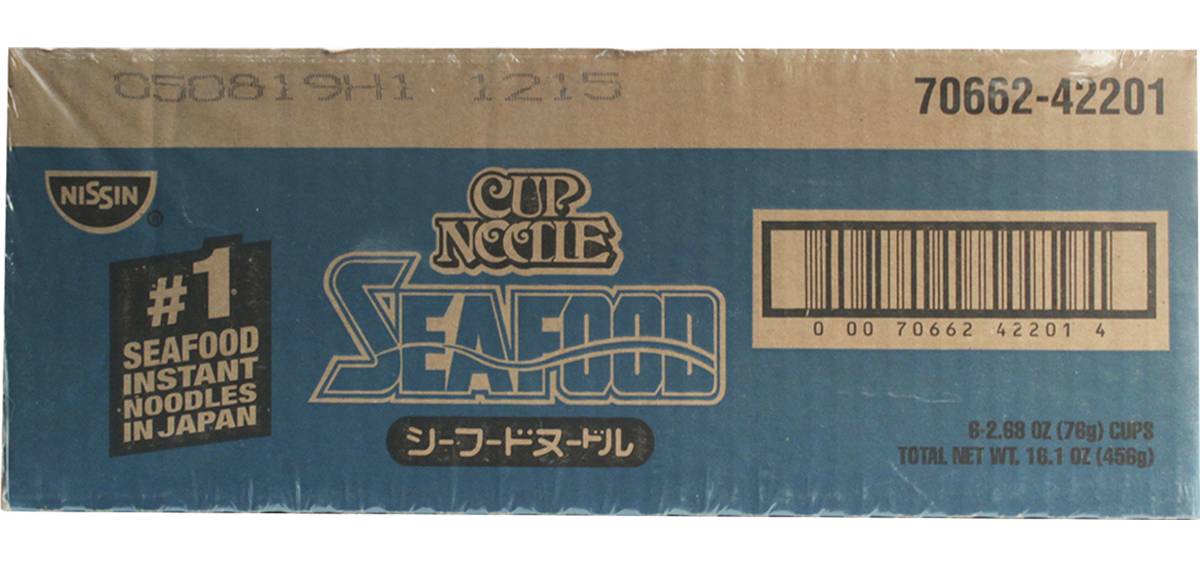 050819H1 1215
70662-42201
NISSIN
®
CUP
NOODLE
SEAFOOD
シーフードヌードル
#1
SEAFOOD
INSTANT
NOODLES
IN JAPAN
0 00 70662 42201 4
6-2.68 OZ (76g) CUPS
TOTAL NET WT. 16.1 OZ (456g)